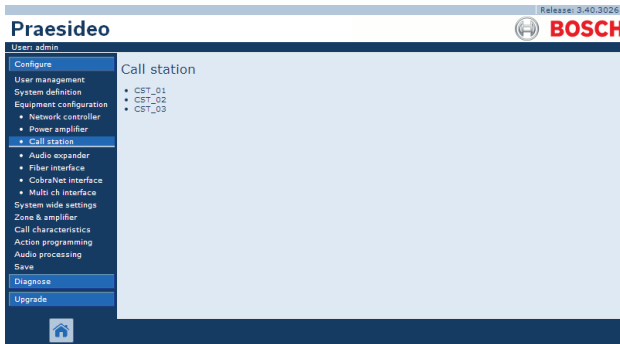 Release: 3.40.3026
Praesideo
BOSCH
User: admin
Configure
User management
System definition
Equipment configuration
• Network controller
• Power amplifier
• Call station
• Audio expander
• Fiber interface
• CobraNet interface
• Multi ch interface
System wide settings
Zone & amplifier
Call characteristics
Action programming
Audio processing
Save
Diagnose
Upgrade
Call station
• CST_01
• CST_02
• CST_03